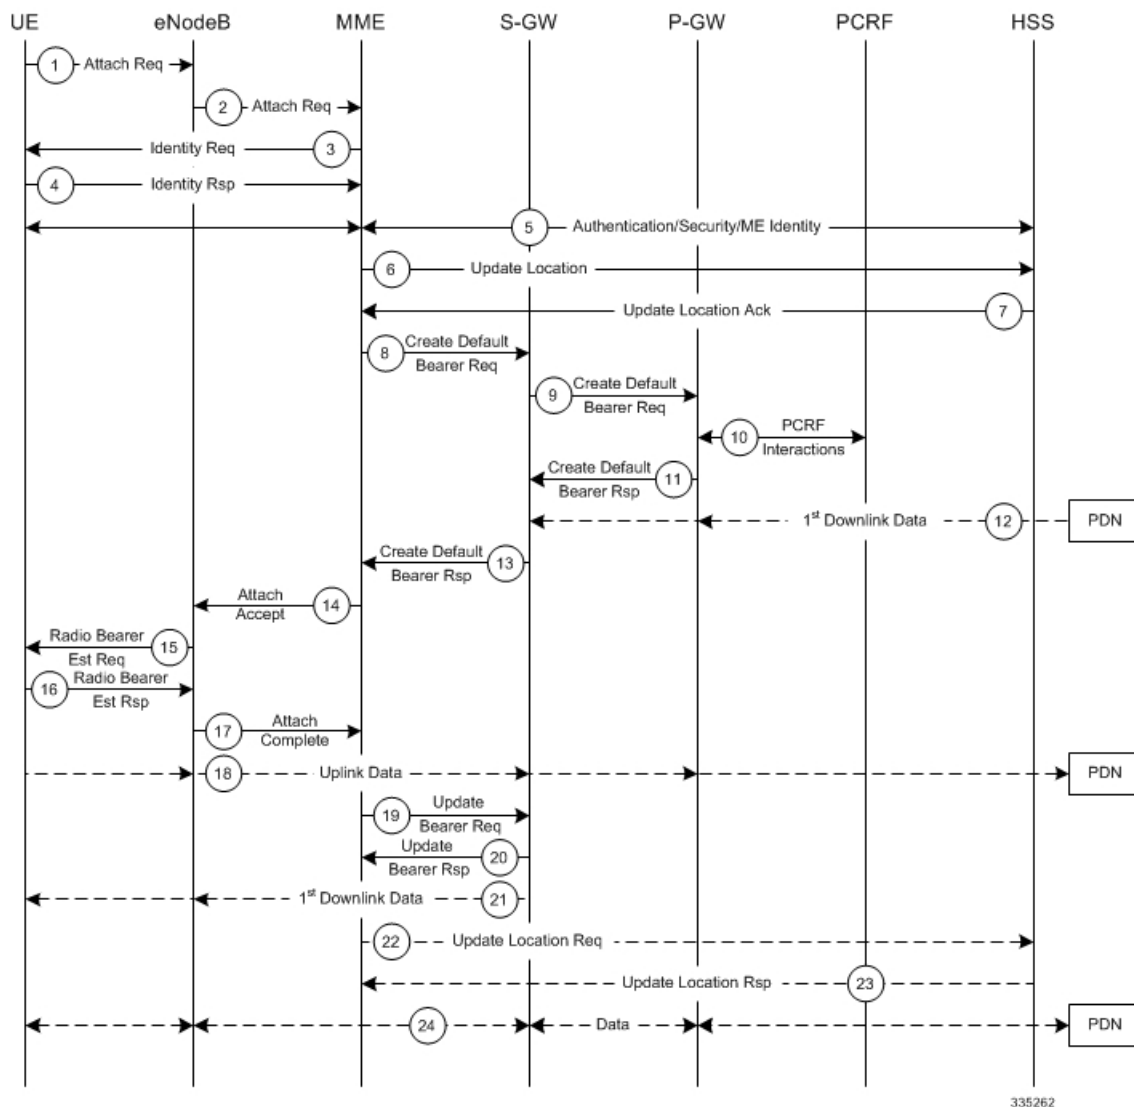 UE eNodeB MME S-GW P-GW PCRF HSS
1 Attach Req
2 Attach Req
Identity Req 3
4 Identity Rsp
5 Authentication/Security/ME Identity
6 Update Location
Update Location Ack 7
8 Create Default
Bearer Req
9 Create Default
Bearer Req
10 PCRF
Interactions
Create Default 11
Bearer Rsp
1st Downlink Data 12 PDN
Create Default 13
Bearer Rsp
Attach 14
Accept
Radio Bearer 15
Est Req
16 Radio Bearer
Est Rsp
17 Attach
Complete
18 Uplink Data PDN
19 Update
Bearer Req
Update 20
Bearer Rsp
1st Downlink Data 21
22 Update Location Req
Update Location Rsp 23
24 Data PDN
335262